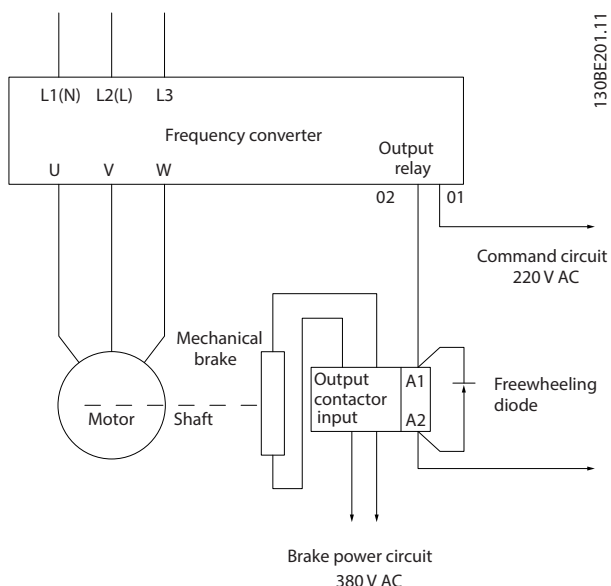 130BE201.11
L1(N) L2(L) L3
Frequency converter
Output
relay
U V W
02 01
Command circuit
220 V AC
Mechanical
brake
Output
contactor
input
A1
A2
Freewheeling
diode
Motor Shaft
Brake power circuit
380 V AC